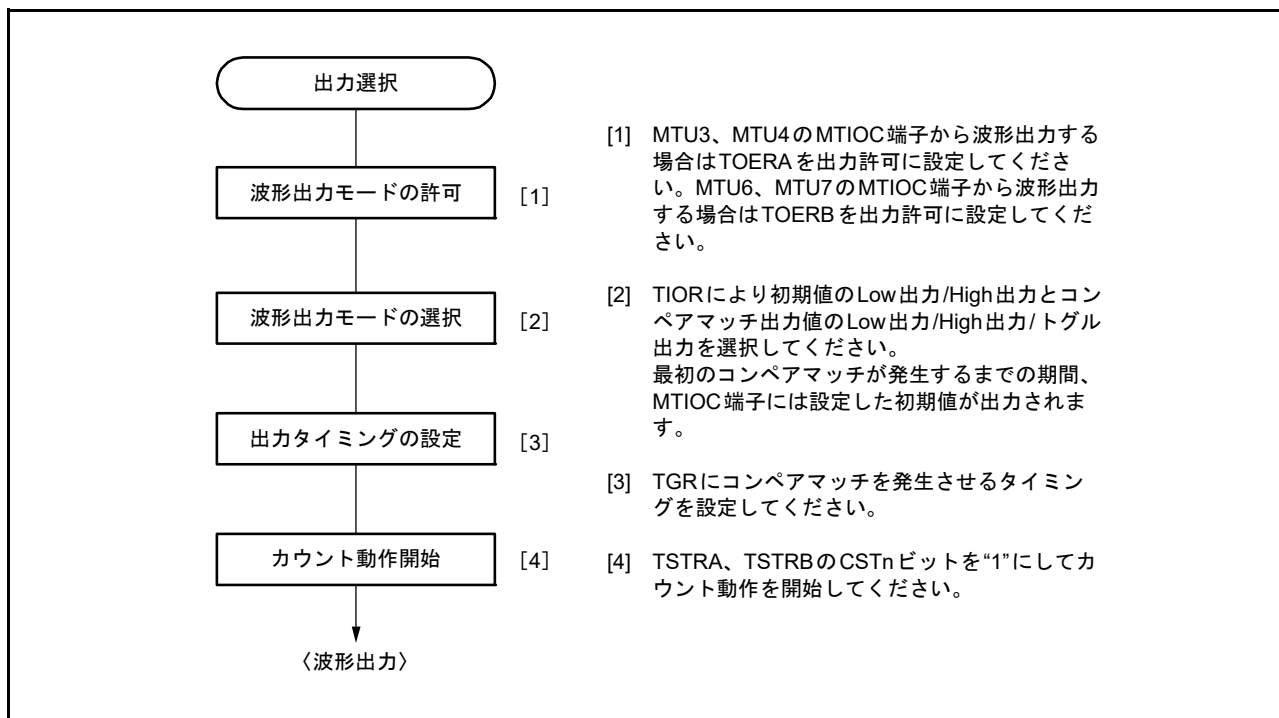 出力選択
波形出力モードの許可 [1]
波形出力モードの選択 [2]
出力タイミングの設定 [3]
カウント動作開始 [4]
〈波形出力〉
[1] MTU3、MTU4のMTIOC端子から波形出力する
場合はTOERAを出力許可に設定してくださ
い。MTU6、MTU7のMTIOC端子から波形出力
する場合はTOERBを出力許可に設定してくだ
さい。
[2] TIORにより初期値のLow出力/High出力とコン
ペアマッチ出力値のLow出力/High出力/トグル
出力を選択してください。
最初のコンペアマッチが発生するまでの期間、
MTIOC端子には設定した初期値が出力されま
す。
[3] TGRにコンペアマッチを発生させるタイミン
グを設定してください。
[4] TSTRA、TSTRBのCSTnビットを“1”にしてカ
ウント動作を開始してください。